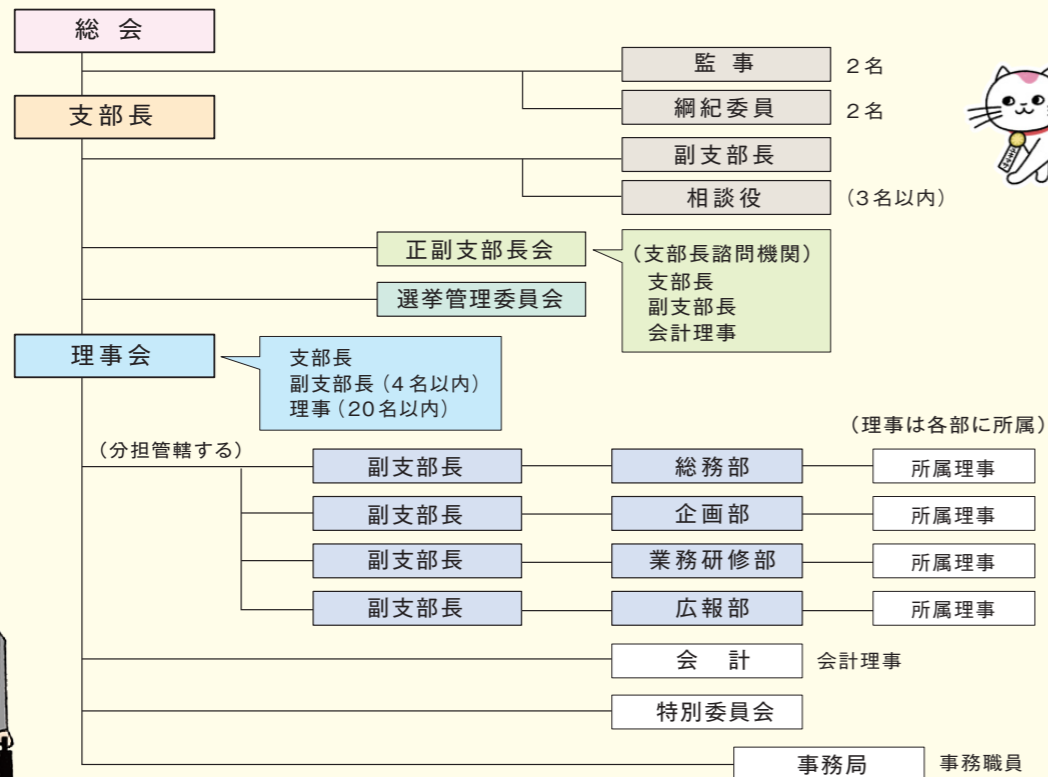 総会
監事 2名
支部長
綱紀委員 2名
副支部長
相談役 (3名以内)
正副支部長会
(支部長諮問機関)
支部長
副支部長
会計理事
選挙管理委員会
理事会
支部長
副支部長(4名以内)
理事(20名以内)
(理事は各部に所属)
(分担管轄する)
副支部長 総務部 所属理事
副支部長 企画部 所属理事
副支部長 業務研修部 所属理事
副支部長 広報部 所属理事
会計 会計理事
特別委員会
事務局 事務職員